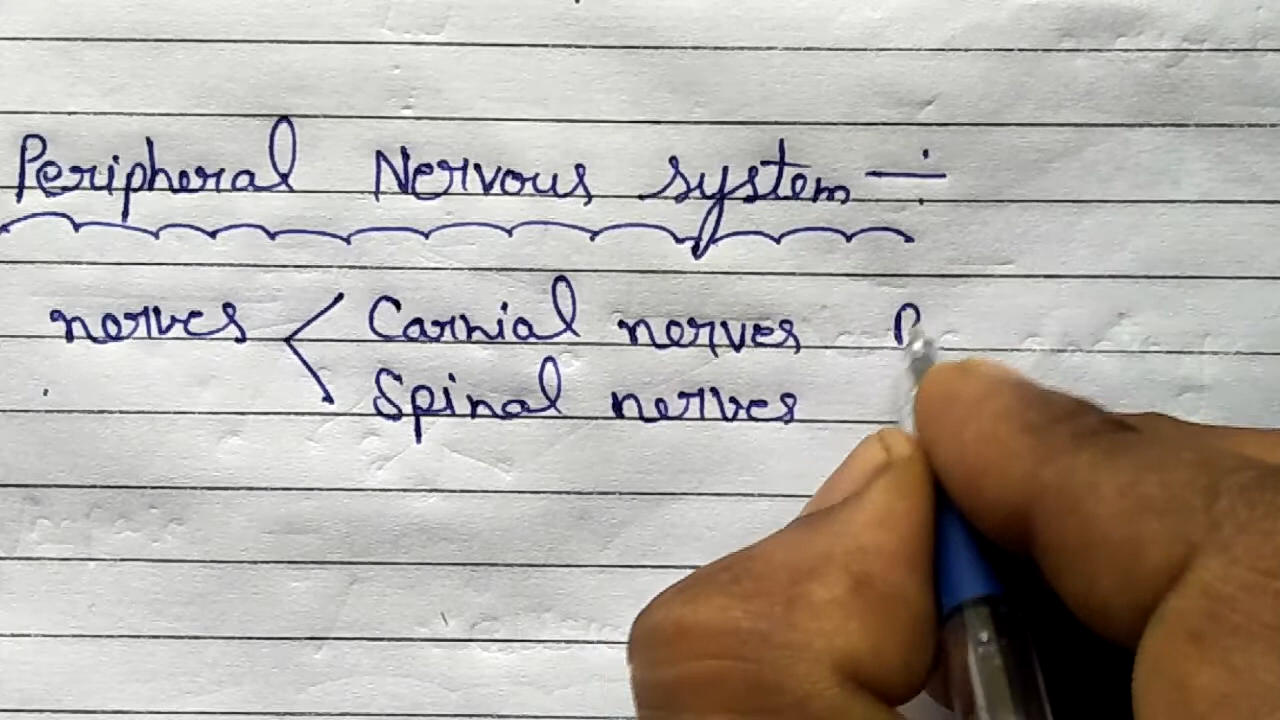 Peripheral Nervous system :-
nerves < Carnial nerves
Spinal nerves